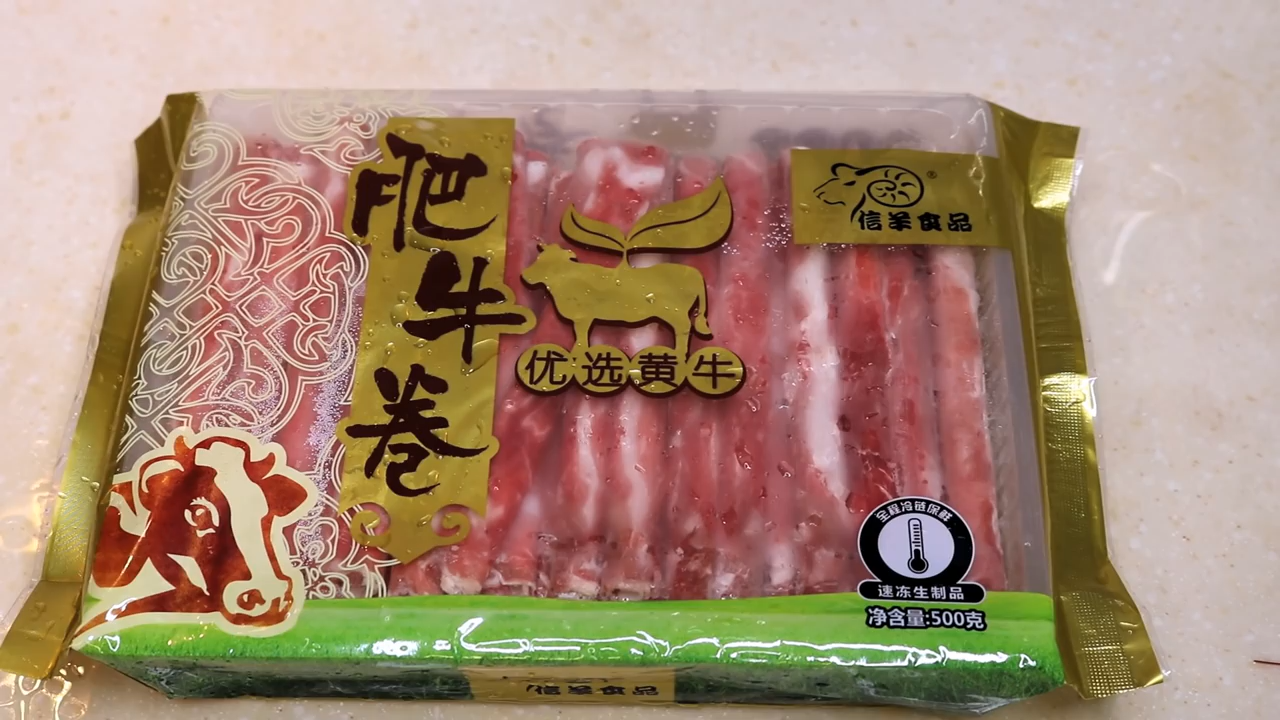 肥牛卷
优选黄牛
®
信羊食品
全程冷链保鲜
速冻生制品
净含量:500克
信羊食品